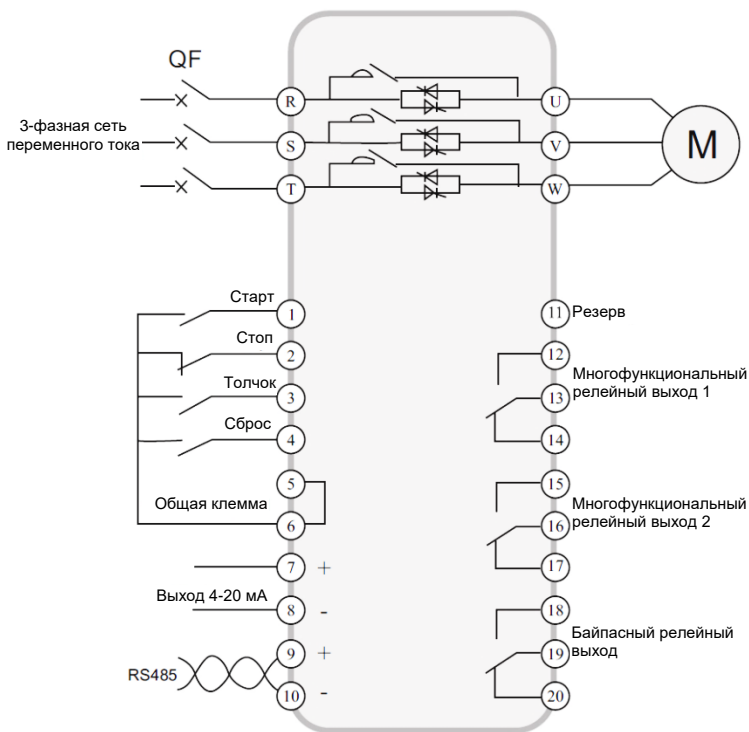 QF
3-фазная сеть
переменного тока
R
S
T
U
V
W
M
Старт
1
Стоп
2
Толчок
3
Сброс
4
5
Общая клемма
6
7
+
Выход 4-20 мА
8
-
RS485
9
+
10
-
11
Резерв
12
Многофункциональный
13
релейный выход 1
14
15
Многофункциональный
16
релейный выход 2
17
18
Байпасный релейный
19
выход
20